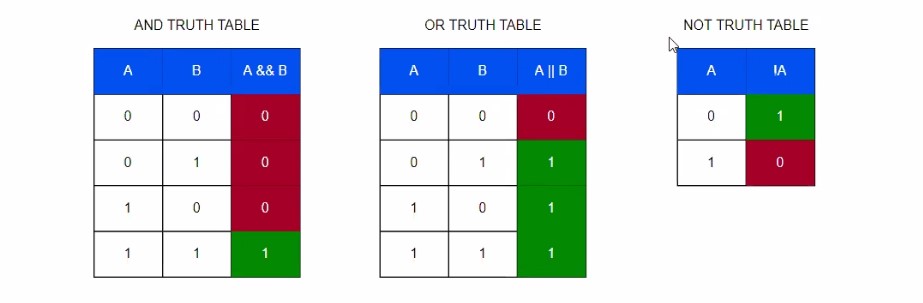 AND TRUTH TABLE
A B A && B
0 0 0
0 1 0
1 0 0
1 1 1
OR TRUTH TABLE
A B A || B
0 0 0
0 1 1
1 0 1
1 1 1
NOT TRUTH TABLE
A !A
0 1
1 0